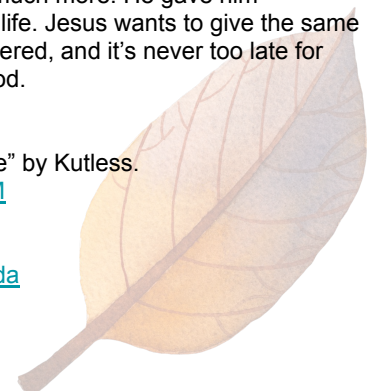 much more. He gave him
life. Jesus wants to give the same
ered, and it's never too late for
od.
e” by Kutless.
da